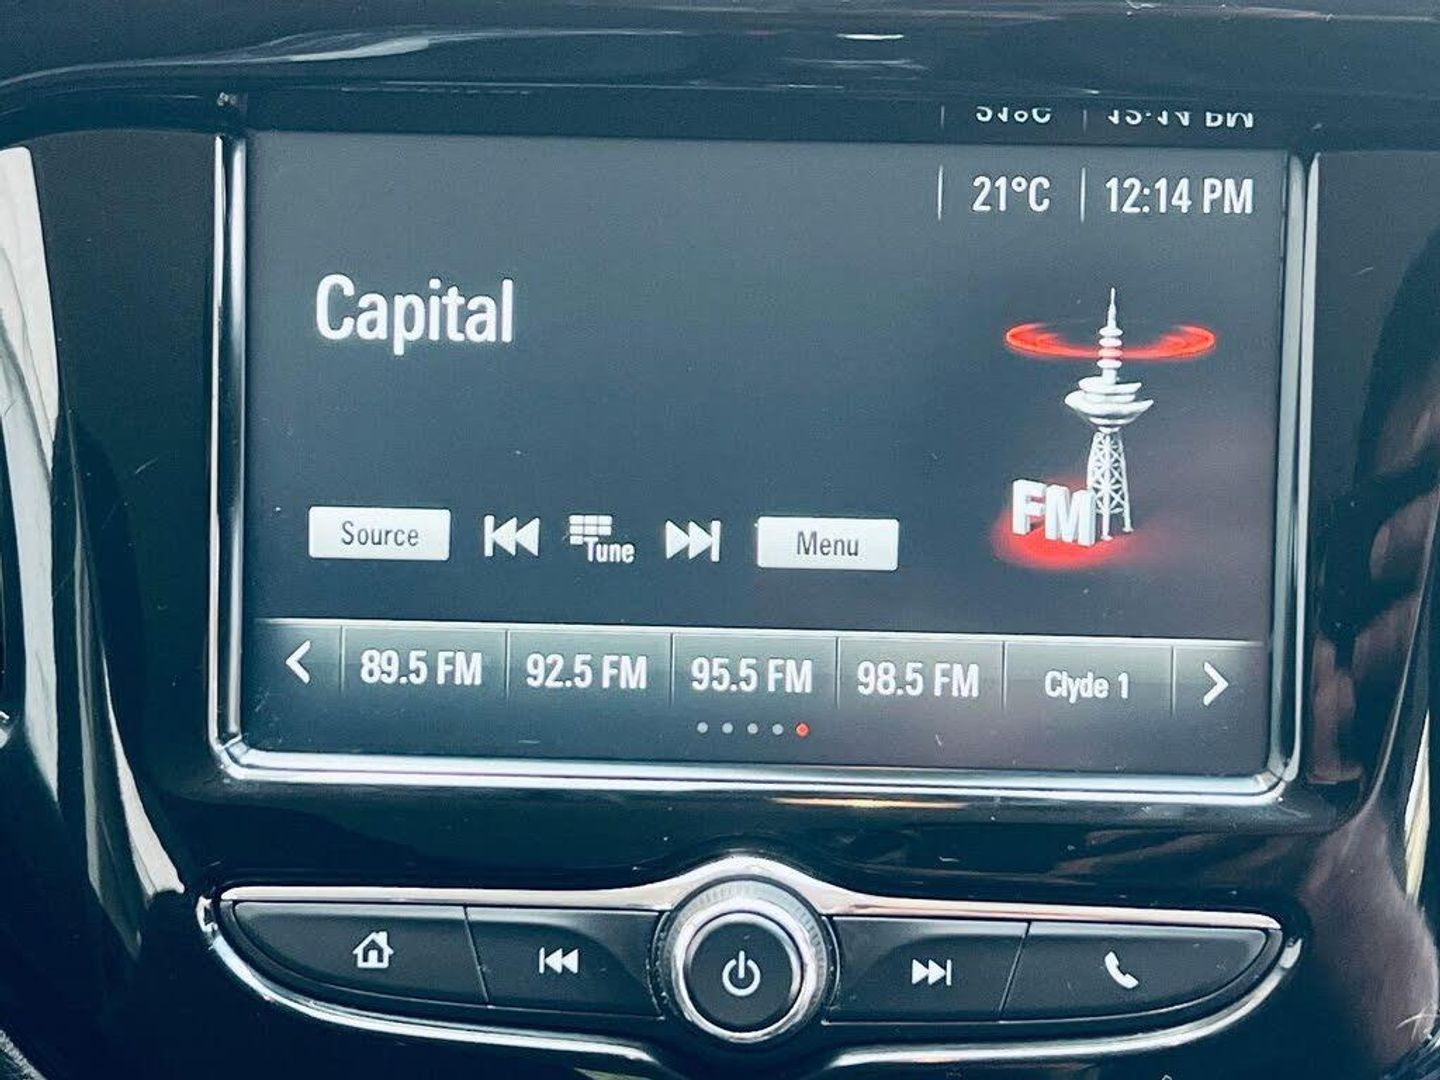 21°C 12:14 PM
Capital
FM
Source Tune Menu
89.5 FM 92.5 FM 95.5 FM 98.5 FM Clyde 1